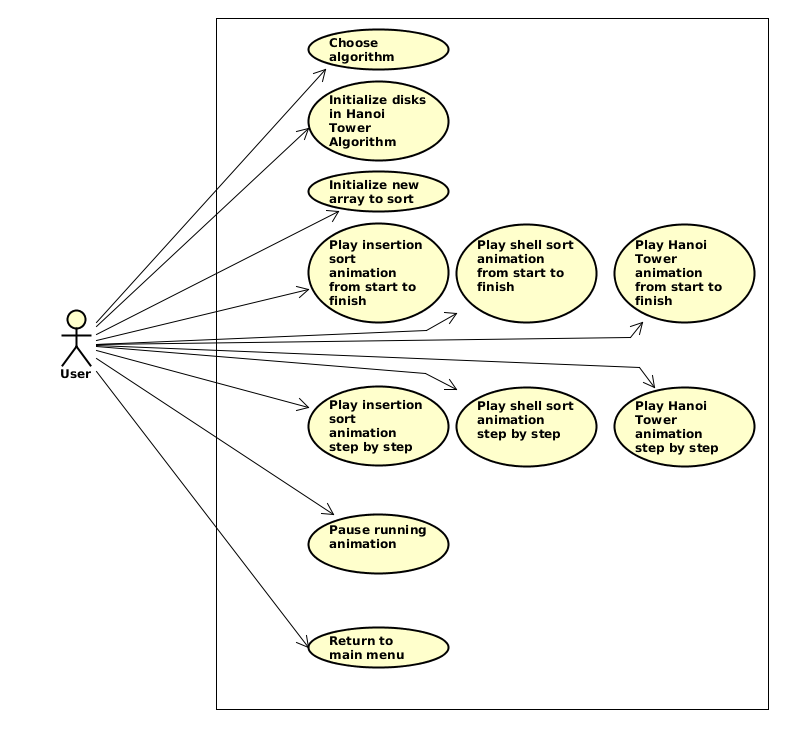 Choose
algorithm
Initialize disks
in Hanoi
Tower
Algorithm
Initialize new
array to sort
Play insertion
sort
animation
from start to
finish
Play shell sort
animation
from start to
finish
Play Hanoi
Tower
animation
from start to
finish
User
Play insertion
sort
animation
step by step
Play shell sort
animation
step by step
Play Hanoi
Tower
animation
step by step
Pause running
animation
Return to
main menu